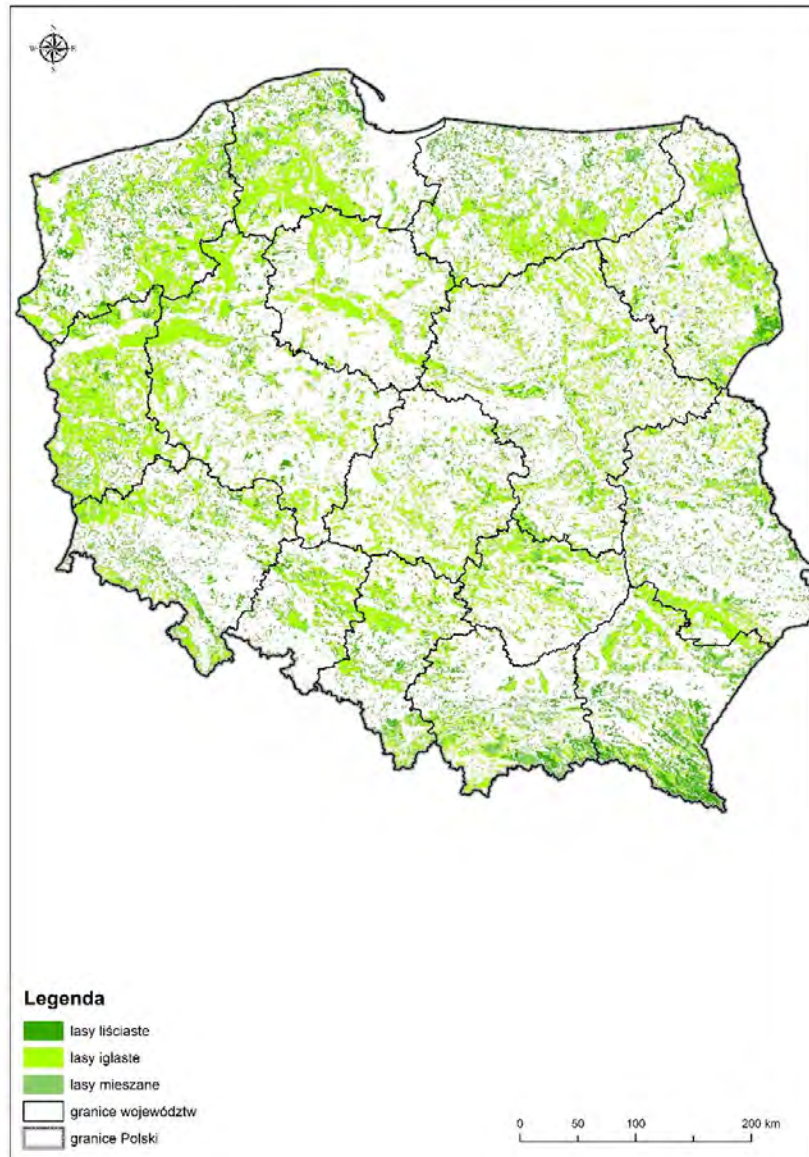 N
W E
S
Legenda
lasy liściaste
lasy iglaste
lasy mieszane
granice województw
granice Polski
0 50 100 200 km